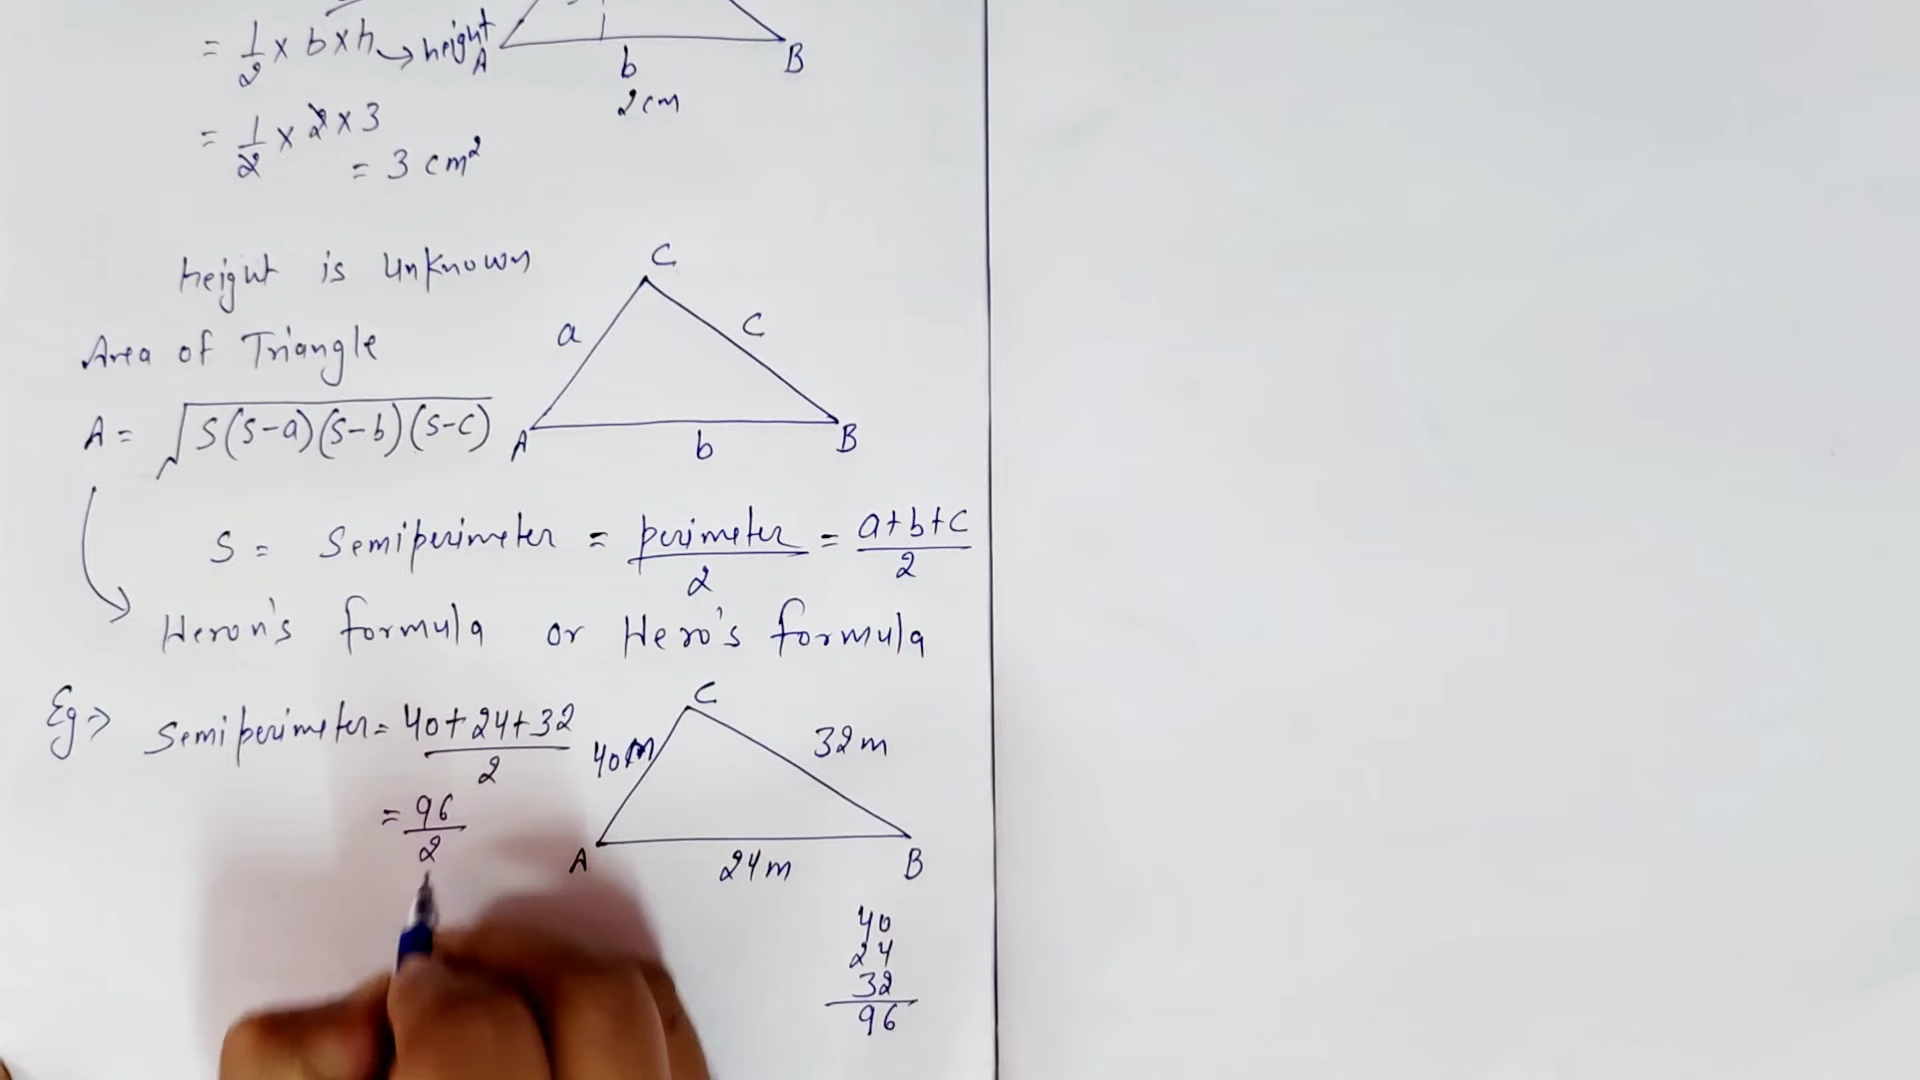 = 1/2 × b × h → height
A
b
B
2 cm
= 1/2 × 2 × 3
= 3 cm²
height is unknown
C
Area of Triangle
a
c
A = √S(S-a)(S-b)(S-c)
A
b
B
S = Semiperimeter = perimeter/2 = a+b+c/2
Heron's formula or Hero's formula
Eg ⇒ Semiperimeter = 40+24+32/2
C
40m
32m
= 96/2
A
24m
B
40
24
32
96